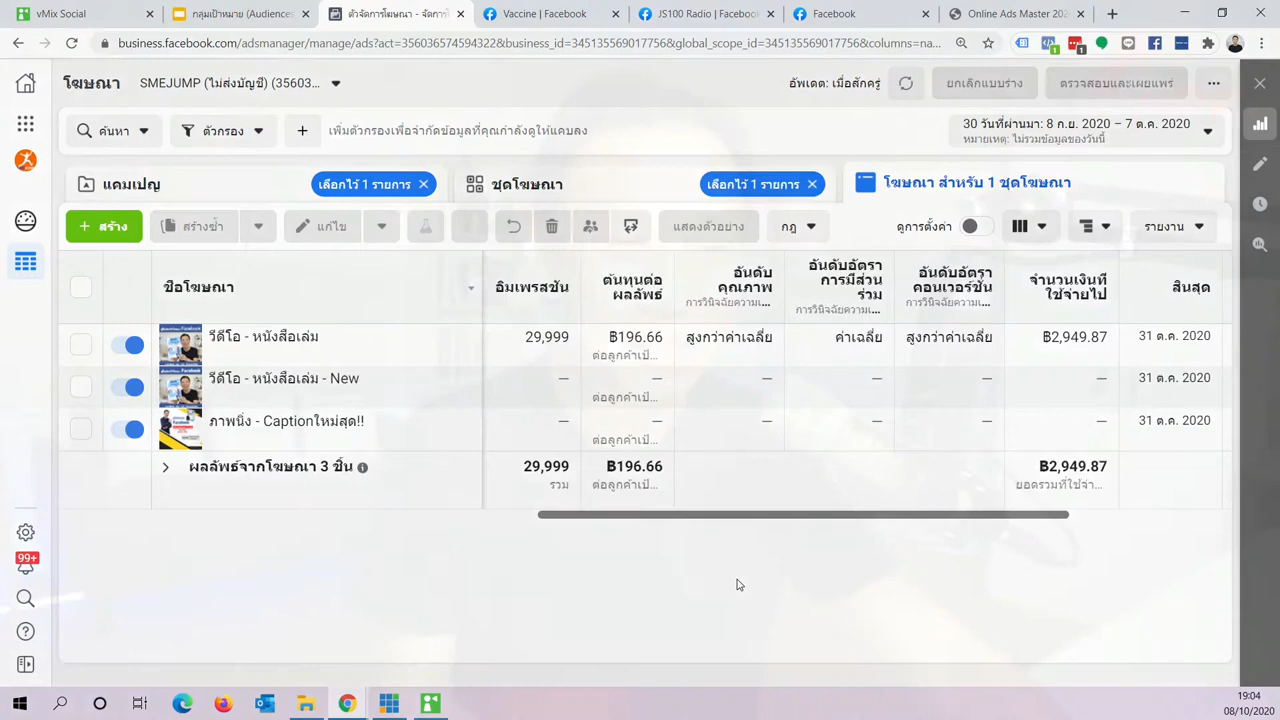 vMix Social
กลุ่มเป้าหมาย (Audiences
ตัวจัดการโฆษณา - จัดการโ
Vaccine | Facebook
JS100 Radio | Facebook
Facebook
Online Ads Master 202
business.facebook.com/adsmanager/manage/ads?act=356036574594322&business_id=345135569017756&global_scope_id=345135569017756&columns=na...
โฆษณา
SMEJUMP (ไม่ส่งบัญชี) (35603...
อัพเดต: เมื่อสักครู่
ยกเลิกแบบร่าง
ตรวจสอบและเผยแพร่
ค้นหา
ตัวกรอง
เพิ่มตัวกรองเพื่อจำกัดข้อมูลที่คุณกำลังดูให้แคบลง
30 วันที่ผ่านมา: 8 ก.ย. 2020 – 7 ต.ค. 2020
หมายเหตุ: ไม่รวมข้อมูลของวันนี้
แคมเปญ
เลือกไว้ 1 รายการ
ชุดโฆษณา
เลือกไว้ 1 รายการ
โฆษณา สำหรับ 1 ชุดโฆษณา
+ สร้าง
สร้างซ้ำ
แก้ไข
แสดงตัวอย่าง
กฎ
ดูการตั้งค่า
รายงาน
ชื่อโฆษณา
อิมเพรสชัน
ต้นทุนต่อ
ผลลัพธ์
อันดับ
คุณภาพ
การวินิจฉัยความเ...
อันดับอัตรา
การมีส่วน
ร่วม
การวินิจฉัยความเ...
อันดับอัตรา
คอนเวอร์ชั่น
การวินิจฉัยความเ...
จำนวนเงินที่
ใช้จ่ายไป
สิ้นสุด
วีดีโอ - หนังสือเล่ม
29,999
฿196.66
ต่อลูกค้าเป้...
สูงกว่าค่าเฉลี่ย
ค่าเฉลี่ย
สูงกว่าค่าเฉลี่ย
฿2,949.87
31 ต.ค. 2020
วีดีโอ - หนังสือเล่ม - New
—
—
ต่อลูกค้าเป้...
—
—
—
—
31 ต.ค. 2020
ภาพนิ่ง - Captionใหม่สุด!!
—
—
ต่อลูกค้าเป้...
—
—
—
—
31 ต.ค. 2020
ผลลัพธ์จากโฆษณา 3 ชิ้น
29,999
รวม
฿196.66
ต่อลูกค้าเป้...
฿2,949.87
ยอดรวมที่ใช้จ่า...
99+
19:04
08/10/2020